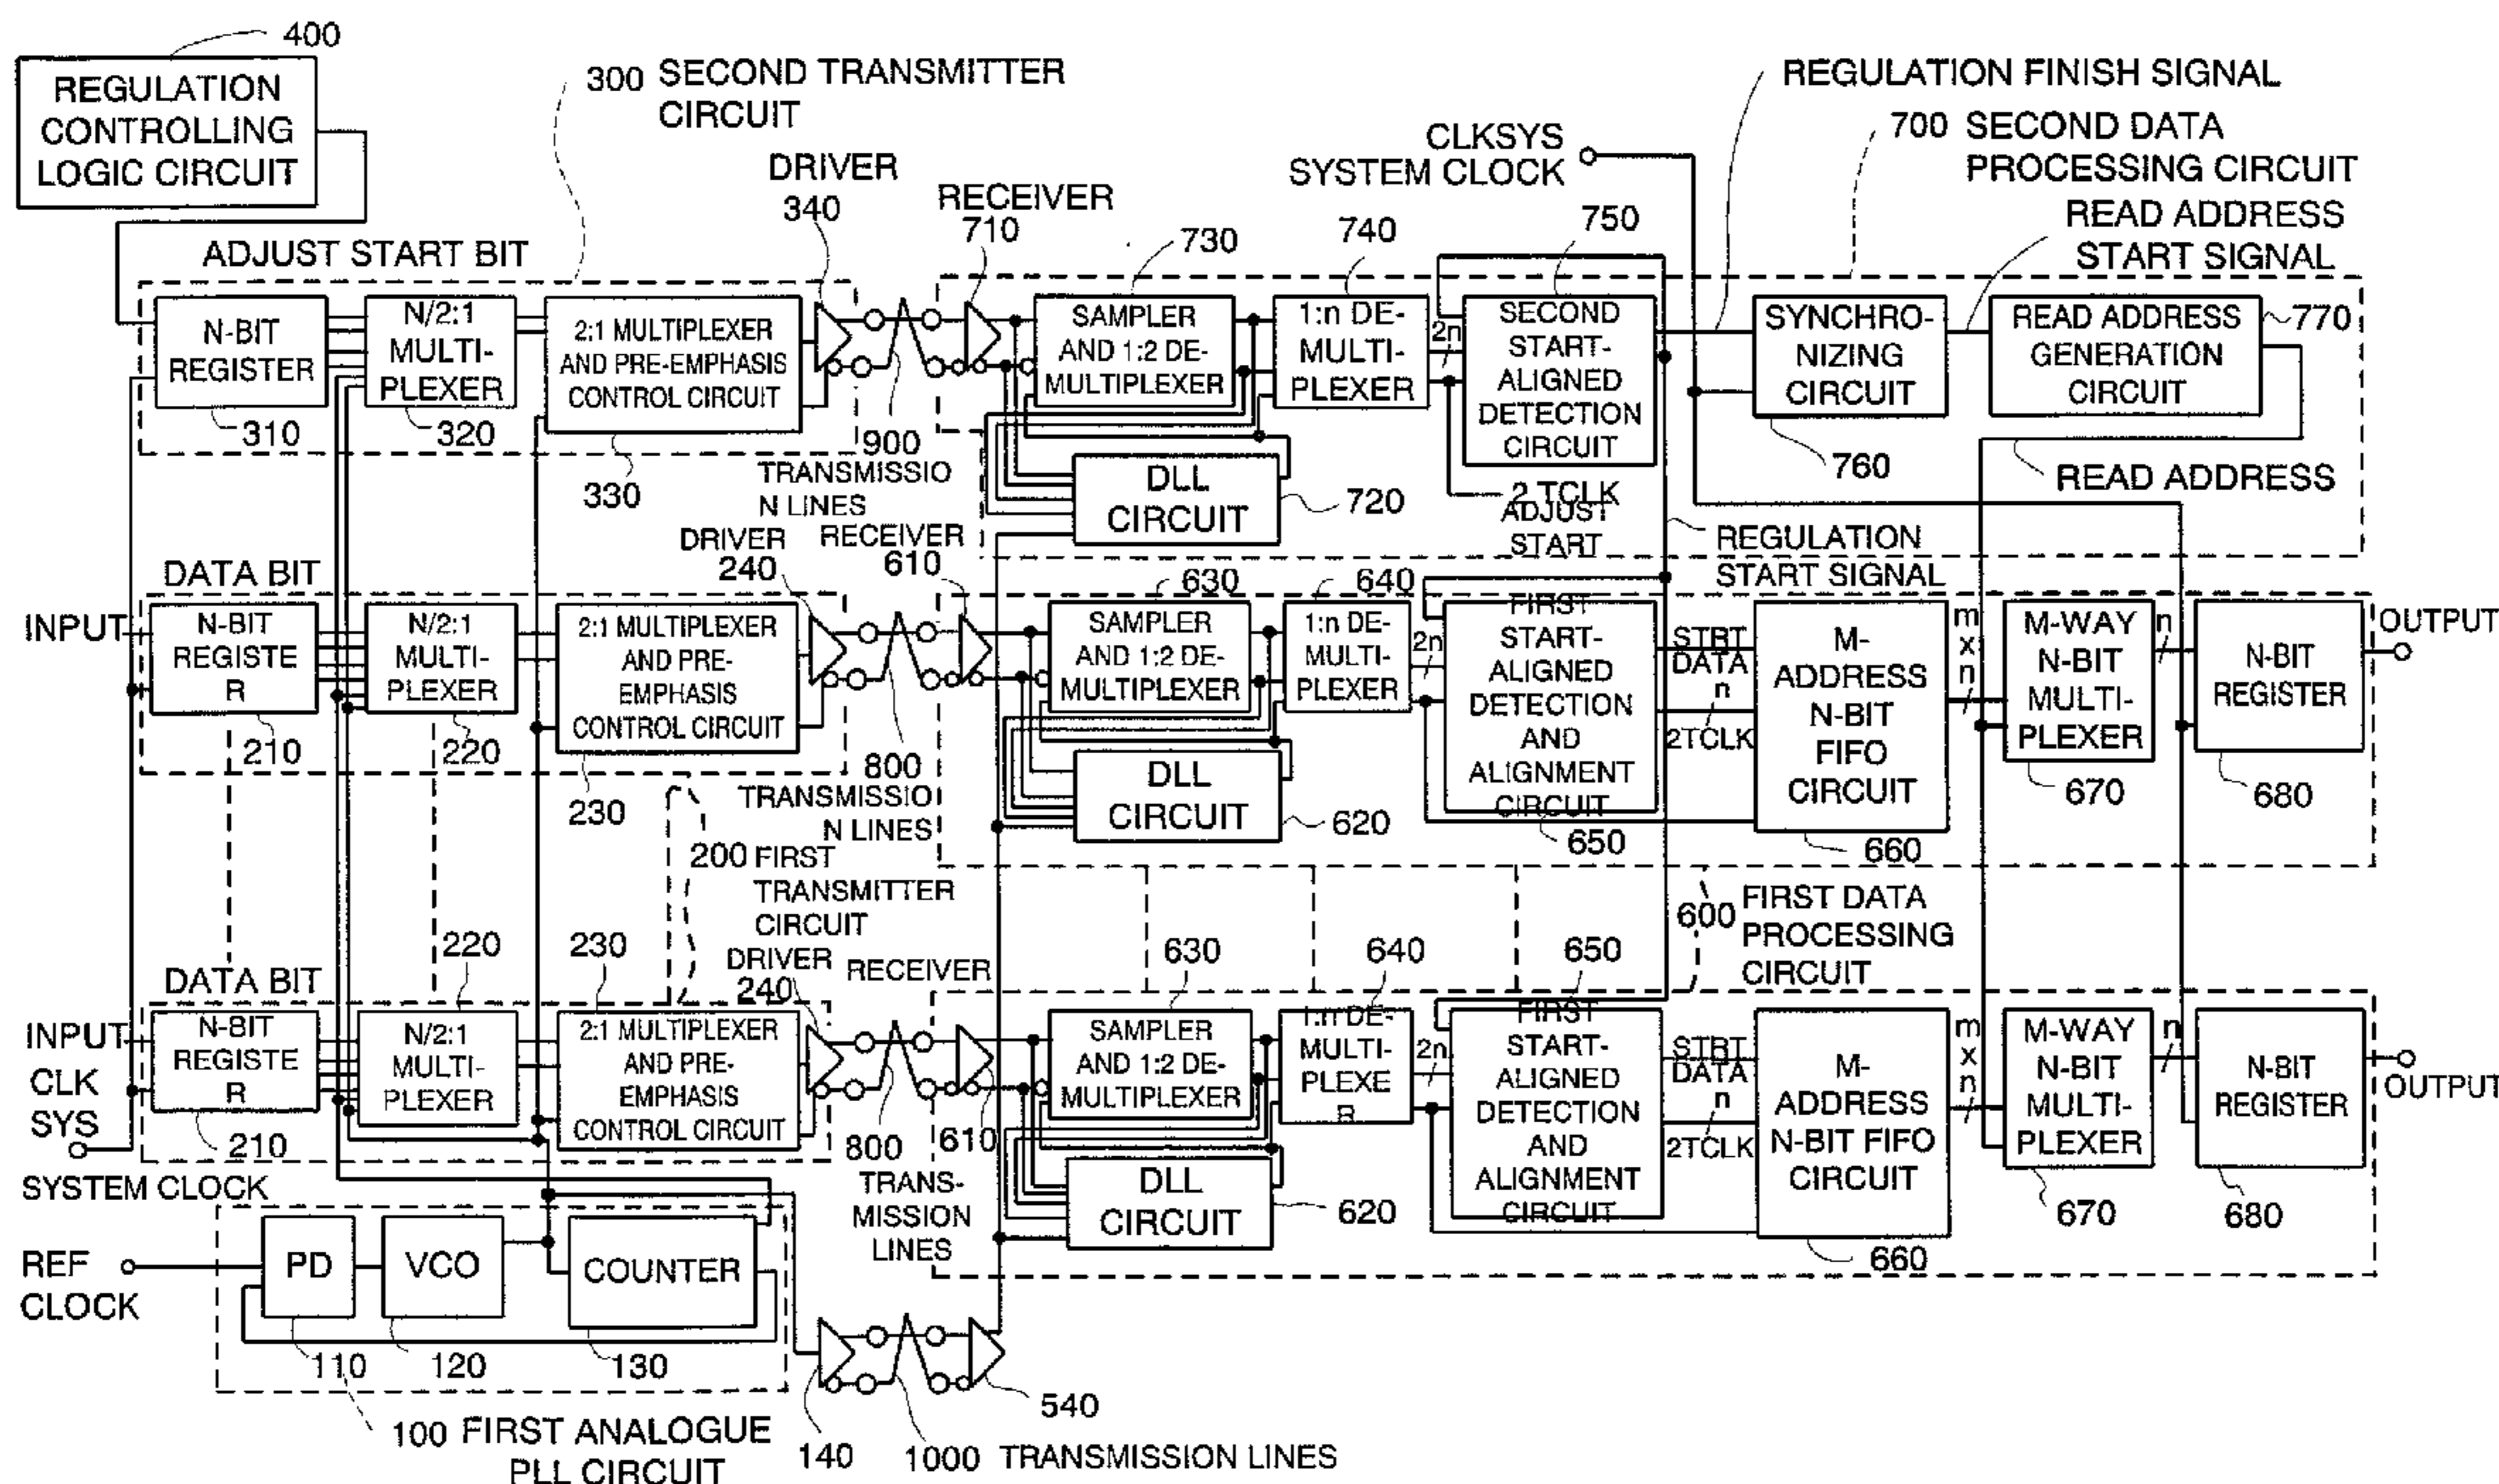 400
REGULATION
CONTROLLING
LOGIC CIRCUIT
300 SECOND TRANSMITTER
CIRCUIT
REGULATION FINISH SIGNAL
CLKSYS
SYSTEM CLOCK
700 SECOND DATA
PROCESSING CIRCUIT
READ ADDRESS
START SIGNAL
DRIVER
340
RECEIVER
710
730
740
750
ADJUST START BIT
N-BIT
REGISTER
310
N/2:1
MULTI-
PLEXER
320
2:1 MULTIPLEXER
AND PRE-EMPHASIS
CONTROL CIRCUIT
330
900
TRANSMISSIO
N LINES
SAMPLER
AND 1:2 DE-
MULTIPLEXER
1:n DE-
MULTI-
PLEXER
2n
SECOND
START-
ALIGNED
DETECTION
CIRCUIT
SYNCHRO-
NIZING
CIRCUIT
760
READ ADDRESS
GENERATION
CIRCUIT
770
READ ADDRESS
DLL
CIRCUIT
720
2 TCLK
ADJUST
START
REGULATION
START SIGNAL
DATA BIT
INPUT
N-BIT
REGISTE
R
210
N/2:1
MULTI-
PLEXER
220
2:1 MULTIPLEXER
AND PRE-
EMPHASIS
CONTROL CIRCUIT
230
DRIVER
240
RECEIVER
610
800
TRANSMISSIO
N LINES
630
SAMPLER
AND 1:2 DE-
MULTIPLEXER
640
1:n DE-
MULTI-
PLEXER
2n
FIRST
START-
ALIGNED
DETECTION
AND
ALIGNMENT
CIRCUIT
650
STRT
DATA
n
2TCLK
M-
ADDRESS
N-BIT
FIFO
CIRCUIT
660
m
x
n
M-WAY
N-BIT
MULTI-
PLEXER
670
n
N-BIT
REGISTER
680
OUTPUT
DLL
CIRCUIT
620
200 FIRST
TRANSMITTER
CIRCUIT
600 FIRST DATA
PROCESSING
CIRCUIT
DATA BIT
INPUT
CLK
SYS
SYSTEM CLOCK
N-BIT
REGISTE
R
210
220
N/2:1
MULTI-
PLEXER
230
2:1 MULTIPLEXER
AND PRE-
EMPHASIS
CONTROL CIRCUIT
DRIVER
240
RECEIVER
610
800
TRANS-
MISSION
LINES
630
SAMPLER
AND 1:2 DE-
MULTIPLEXER
640
1:n DE-
MULTI-
PLEXE
R
2n
650
FIRST
START-
ALIGNED
DETECTION
AND
ALIGNMENT
CIRCUIT
STRT
DATA
n
2TCLK
M-
ADDRESS
N-BIT FIFO
CIRCUIT
660
m
x
n
M-WAY
N-BIT
MULTI-
PLEXER
670
n
N-BIT
REGISTER
680
OUTPUT
DLL
CIRCUIT
620
REF
CLOCK
PD
110
VCO
120
COUNTER
130
100 FIRST ANALOGUE
PLL CIRCUIT
140
1000 TRANSMISSION LINES
540